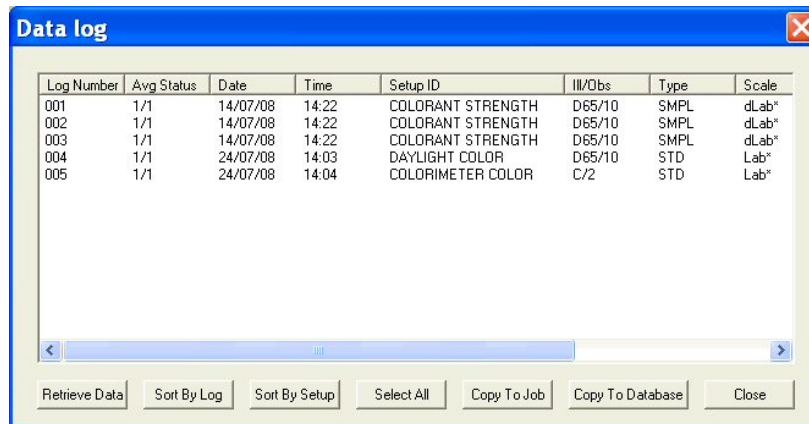 Data log
Log Number Avg Status Date Time Setup ID Ill/Obs Type Scale
001 1/1 14/07/08 14:22 COLORANT STRENGTH D65/10 SMPL dLab*
002 1/1 14/07/08 14:22 COLORANT STRENGTH D65/10 SMPL dLab*
003 1/1 14/07/08 14:22 COLORANT STRENGTH D65/10 SMPL dLab*
004 1/1 24/07/08 14:03 DAYLIGHT COLOR D65/10 STD Lab*
005 1/1 24/07/08 14:04 COLORIMETER COLOR C/2 STD Lab*
Retrieve Data Sort By Log Sort By Setup Select All Copy To Job Copy To Database Close